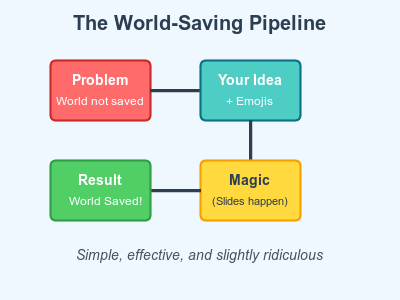 The World-Saving Pipeline
Problem
World not saved
Your Idea
+ Emojis
Magic
(Slides happen)
Result
World Saved!
Simple, effective, and slightly ridiculous